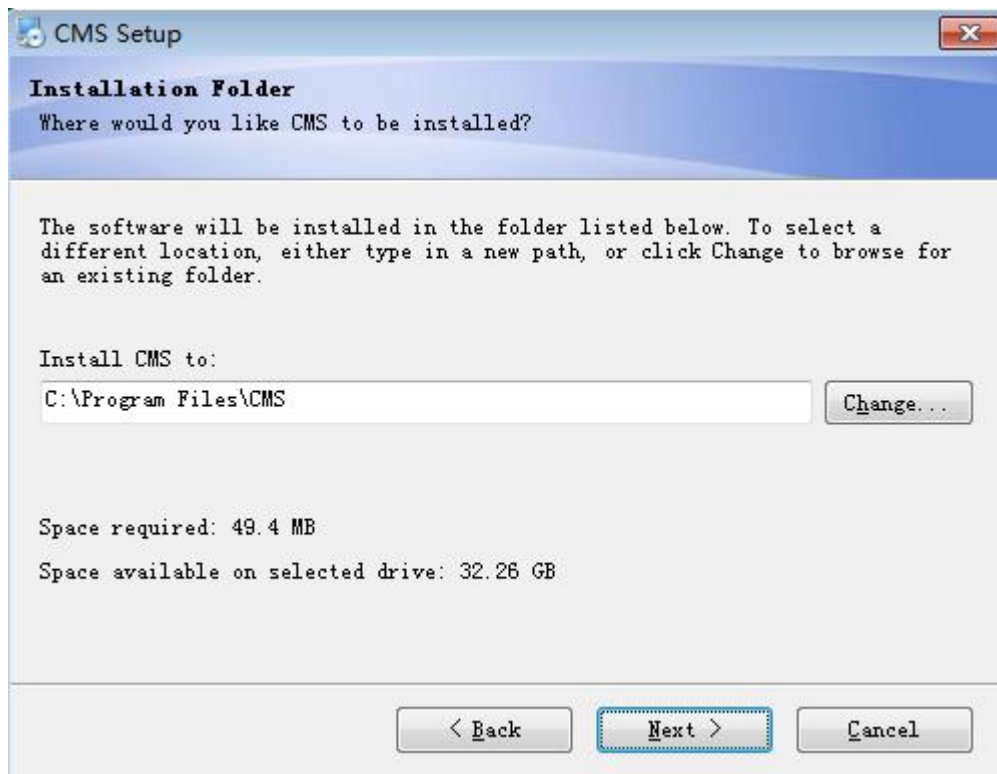 CMS Setup
Installation Folder
Where would you like CMS to be installed?
The software will be installed in the folder listed below. To select a
different location, either type in a new path, or click Change to browse for
an existing folder.
Install CMS to:
C:\Program Files\CMS
Change...
Space required: 49.4 MB
Space available on selected drive: 32.26 GB
< Back
Next >
Cancel